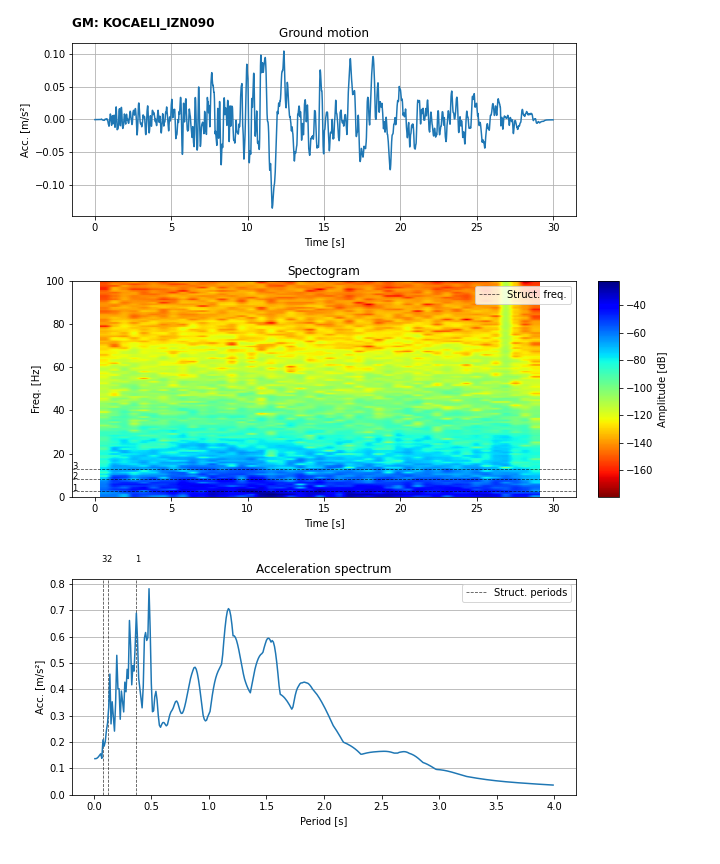 GM: KOCAELI_IZN090
Ground motion
0.10
0.05
0.00
−0.05
−0.10
Acc. [m/s²]
0 5 10 15 20 25 30
Time [s]
Spectogram
100
80
60
40
20
0
Freq. [Hz]
3
2
1
Struct. freq.
0 5 10 15 20 25 30
Time [s]
−40
−60
−80
−100
−120
−140
−160
Amplitude [dB]
32 1
Acceleration spectrum
0.8
0.7
0.6
0.5
0.4
0.3
0.2
0.1
0.0
Acc. [m/s²]
Struct. periods
0.0 0.5 1.0 1.5 2.0 2.5 3.0 3.5 4.0
Period [s]